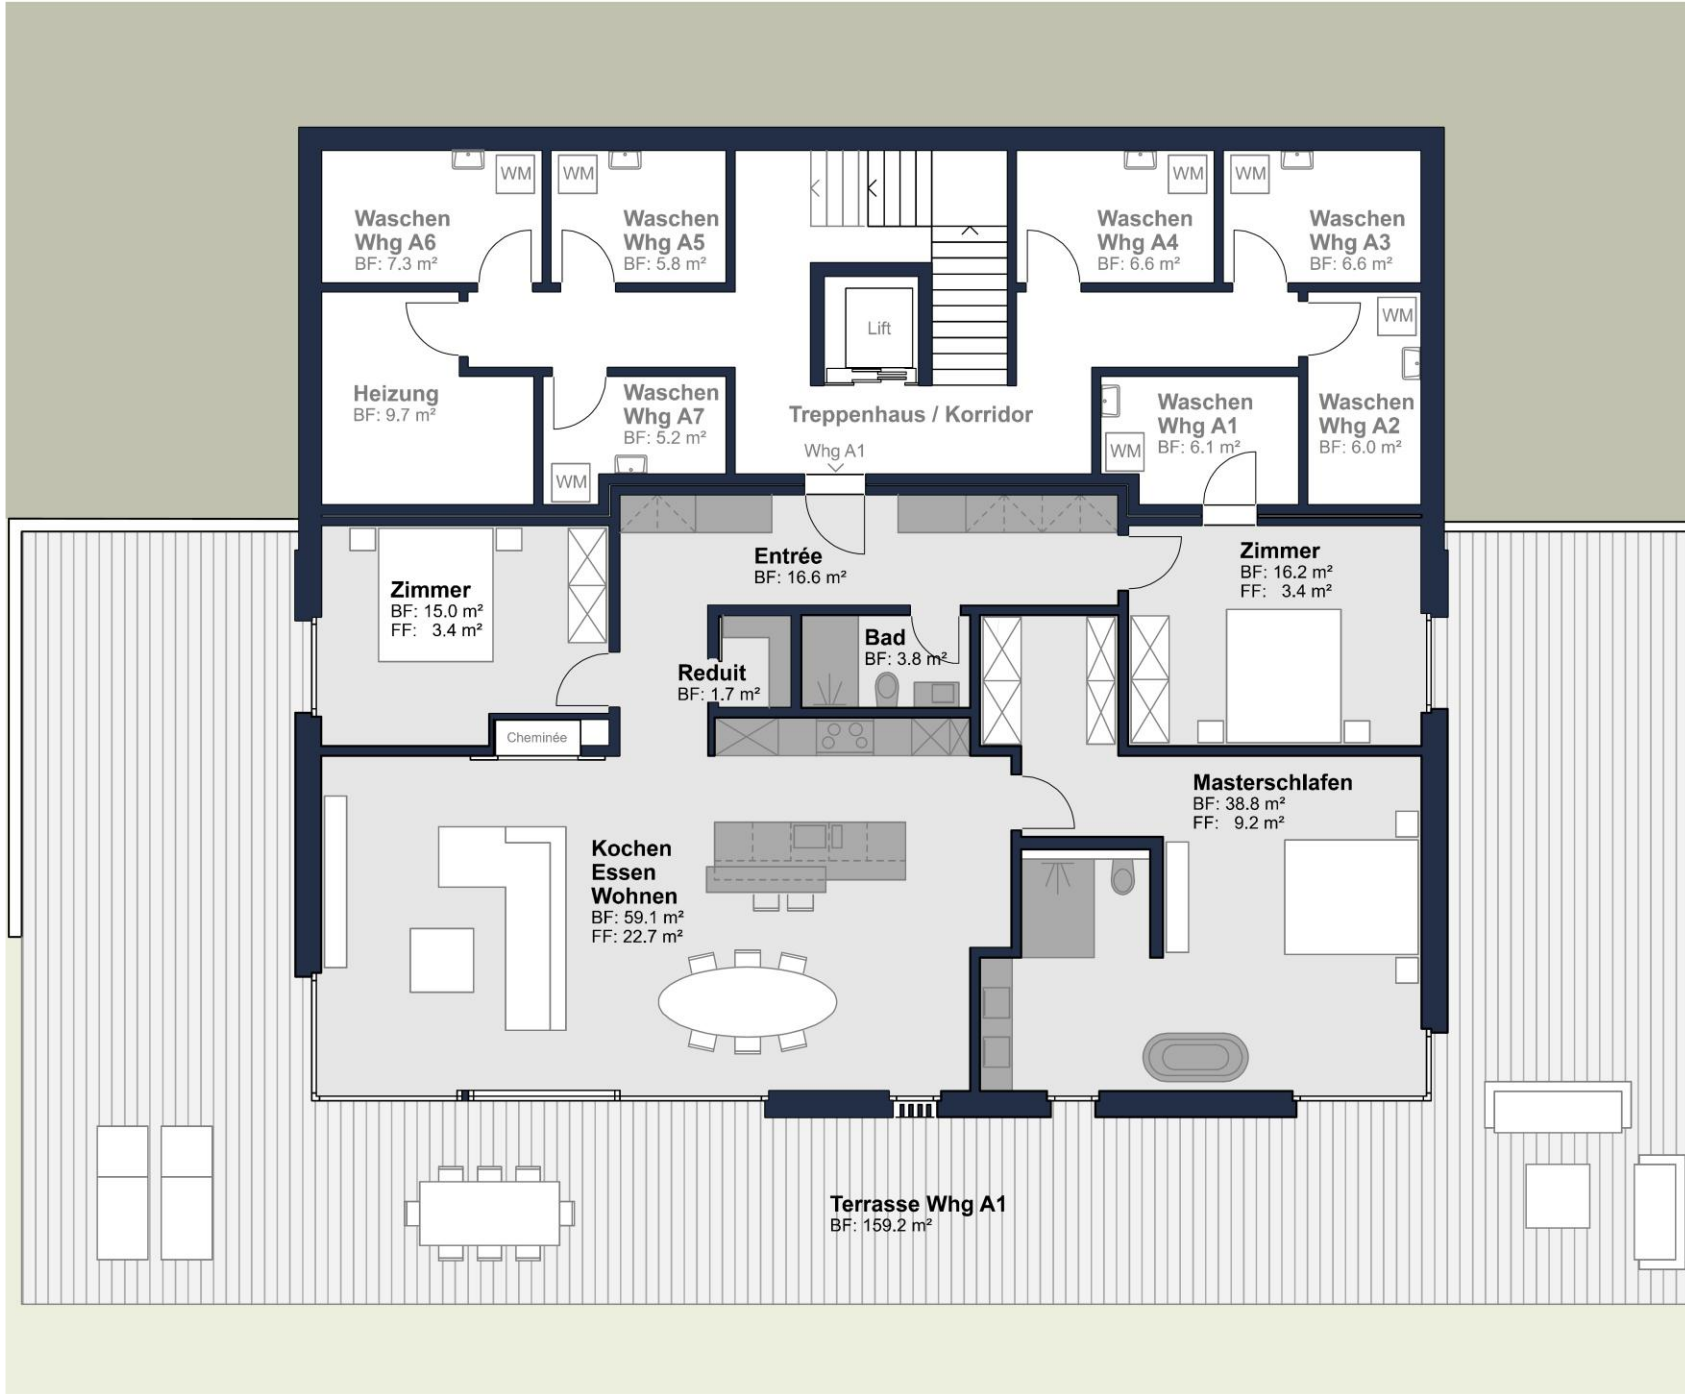 WM
WM
WM
WM
Waschen
Whg A6
BF: 7.3 m²
Waschen
Whg A5
BF: 5.8 m²
Waschen
Whg A4
BF: 6.6 m²
Waschen
Whg A3
BF: 6.6 m²
Lift
WM
Heizung
BF: 9.7 m²
Waschen
Whg A7
BF: 5.2 m²
WM
Treppenhaus / Korridor
Whg A1
Waschen
Whg A1
BF: 6.1 m²
WM
Waschen
Whg A2
BF: 6.0 m²
Zimmer
BF: 15.0 m²
FF: 3.4 m²
Entrée
BF: 16.6 m²
Zimmer
BF: 16.2 m²
FF: 3.4 m²
Reduit
BF: 1.7 m²
Bad
BF: 3.8 m²
Cheminée
Masterschlafen
BF: 38.8 m²
FF: 9.2 m²
Kochen
Essen
Wohnen
BF: 59.1 m²
FF: 22.7 m²
Terrasse Whg A1
BF: 159.2 m²